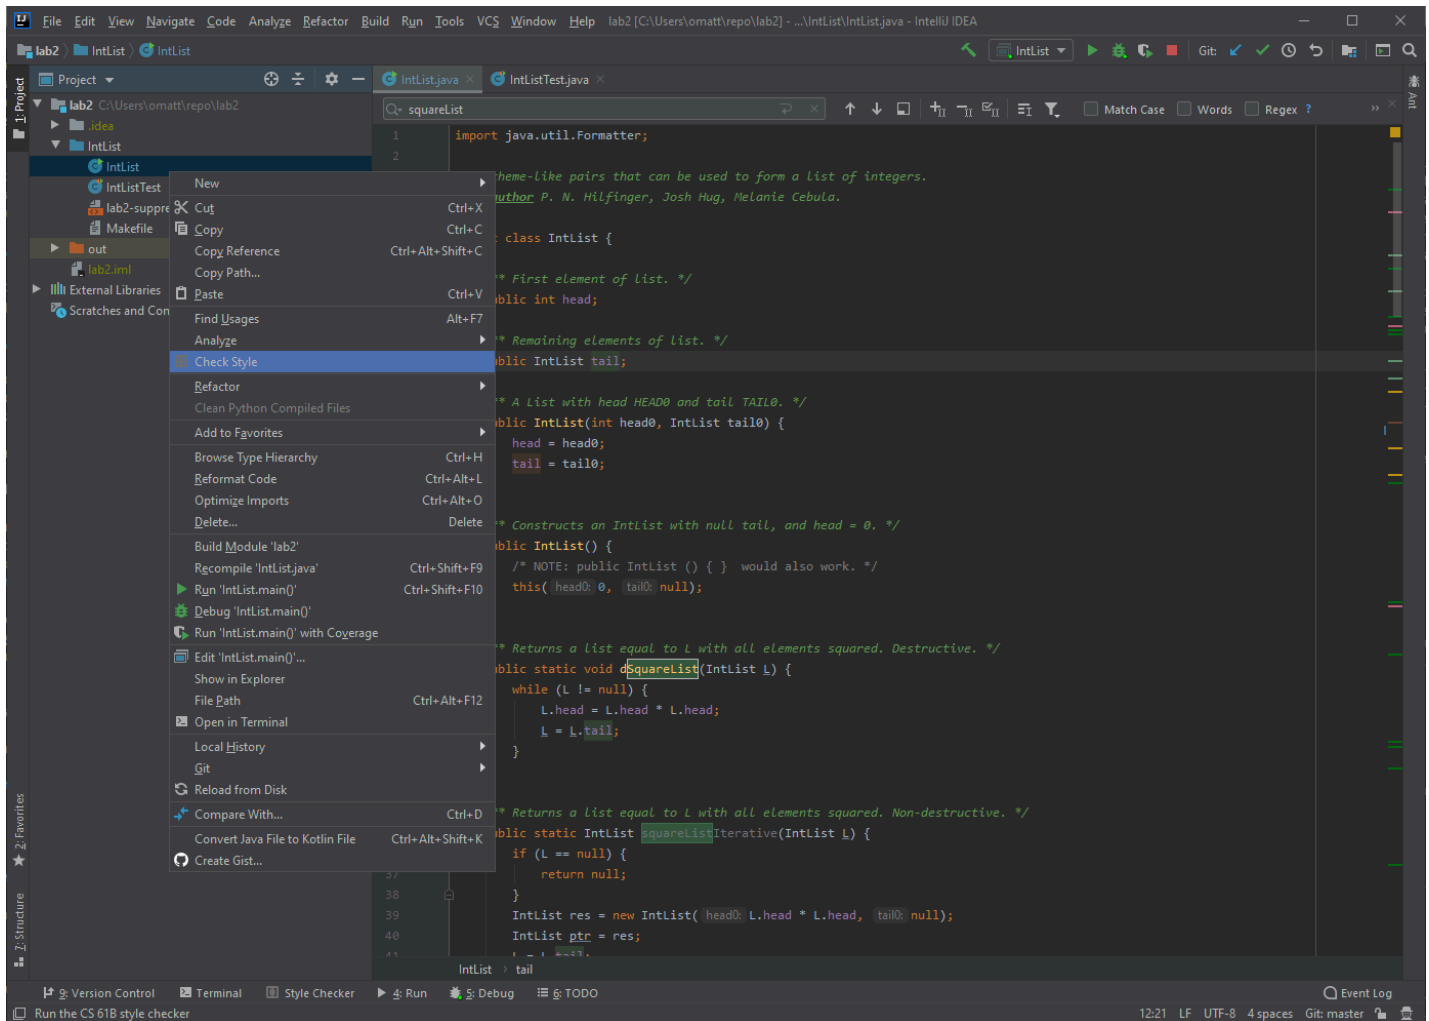 File Edit View Navigate Code Analyze Refactor Build Run Tools VCS Window Help lab2 [C:\Users\omatt\repo\lab2] - ...\IntList\IntList.java - IntelliJ IDEA
lab2 IntList IntList
IntList
Git:
1: Project
Project
IntList.java
IntListTest.java
Ant
squareList
Match Case
Words
Regex ?
lab2 C:\Users\omatt\repo\lab2
.idea
IntList
IntList
IntListTest
lab2-suppre
Makefile
out
lab2.iml
External Libraries
Scratches and Con
New
Cut Ctrl+X
Copy Ctrl+C
Copy Reference Ctrl+Alt+Shift+C
Copy Path...
Paste Ctrl+V
Find Usages Alt+F7
Analyze
Check Style
Refactor
Clean Python Compiled Files
Add to Favorites
Browse Type Hierarchy Ctrl+H
Reformat Code Ctrl+Alt+L
Optimize Imports Ctrl+Alt+O
Delete... Delete
Build Module 'lab2'
Recompile 'IntList.java' Ctrl+Shift+F9
Run 'IntList.main()' Ctrl+Shift+F10
Debug 'IntList.main()'
Run 'IntList.main()' with Coverage
Edit 'IntList.main()'...
Show in Explorer
File Path Ctrl+Alt+F12
Open in Terminal
Local History
Git
Reload from Disk
Compare With... Ctrl+D
Convert Java File to Kotlin File Ctrl+Alt+Shift+K
Create Gist...
1 import java.util.Formatter;
2
heme-like pairs that can be used to form a list of integers.
uthor P. N. Hilfinger, Josh Hug, Melanie Cebula.
class IntList {
** First element of list. */
blic int head;
** Remaining elements of list. */
blic IntList tail;
** A List with head HEAD0 and tail TAIL0. */
blic IntList(int head0, IntList tail0) {
head = head0;
tail = tail0;
** Constructs an IntList with null tail, and head = 0. */
blic IntList() {
/* NOTE: public IntList () { } would also work. */
this( head0: 0, tail0: null);
** Returns a list equal to L with all elements squared. Destructive. */
blic static void dSquareList(IntList L) {
while (L != null) {
L.head = L.head * L.head;
L = L.tail;
}
** Returns a list equal to L with all elements squared. Non-destructive. */
blic static IntList squareListIterative(IntList L) {
if (L == null) {
37 return null;
38 }
39 IntList res = new IntList( head0: L.head * L.head, tail0: null);
40 IntList ptr = res;
41 L = L.tail;
IntList tail
2: Favorites
7: Structure
9: Version Control
Terminal
Style Checker
4: Run
5: Debug
6: TODO
Event Log
Run the CS 61B style checker
12:21 LF UTF-8 4 spaces Git: master